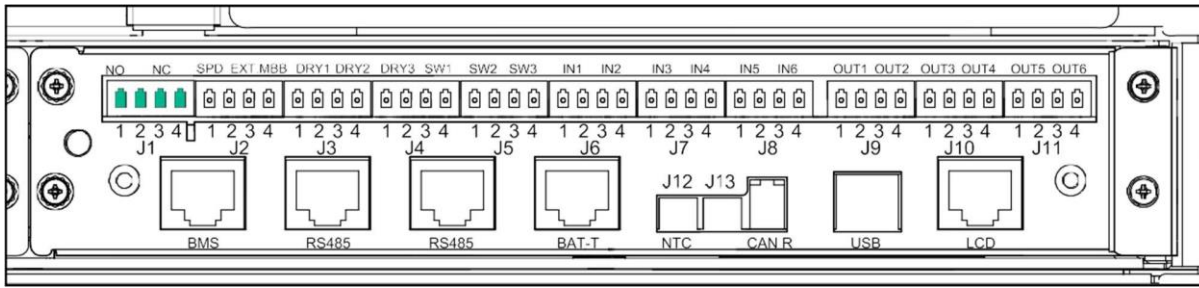 NO NC SPD EXT MBB DRY1 DRY2 DRY3 SW1 SW2 SW3 IN1 IN2 IN3 IN4 IN5 IN6 OUT1 OUT2 OUT3 OUT4 OUT5 OUT6
1 2 3 4 1 2 3 4 1 2 3 4 1 2 3 4 1 2 3 4 1 2 3 4 1 2 3 4 1 2 3 4 1 2 3 4 1 2 3 4 1 2 3 4
J1 J2 J3 J4 J5 J6 J7 J8 J9 J10 J11
J12 J13
BMS RS485 RS485 BAT-T NTC CAN R USB LCD